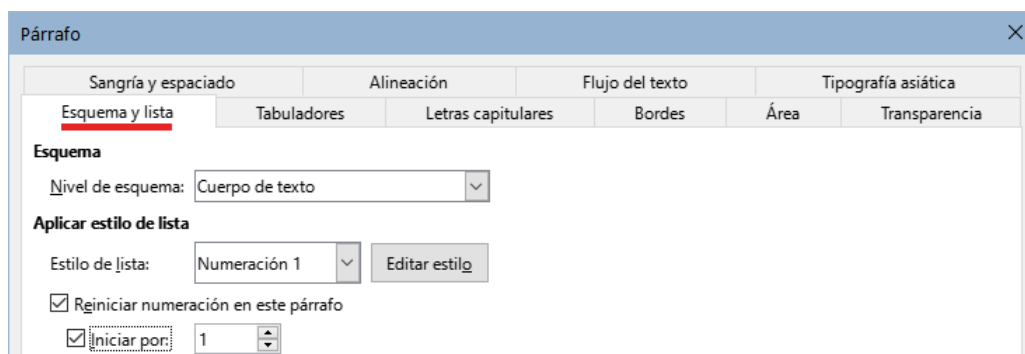 Párrafo
Sangría y espaciado Alineación Flujo del texto Tipografía asiática
Esquema y lista Tabuladores Letras capitulares Bordes Área Transparencia
Esquema
Nivel de esquema: Cuerpo de texto
Aplicar estilo de lista
Estilo de lista: Numeración 1 Editar estilo
Reiniciar numeración en este párrafo
Iniciar por: 1